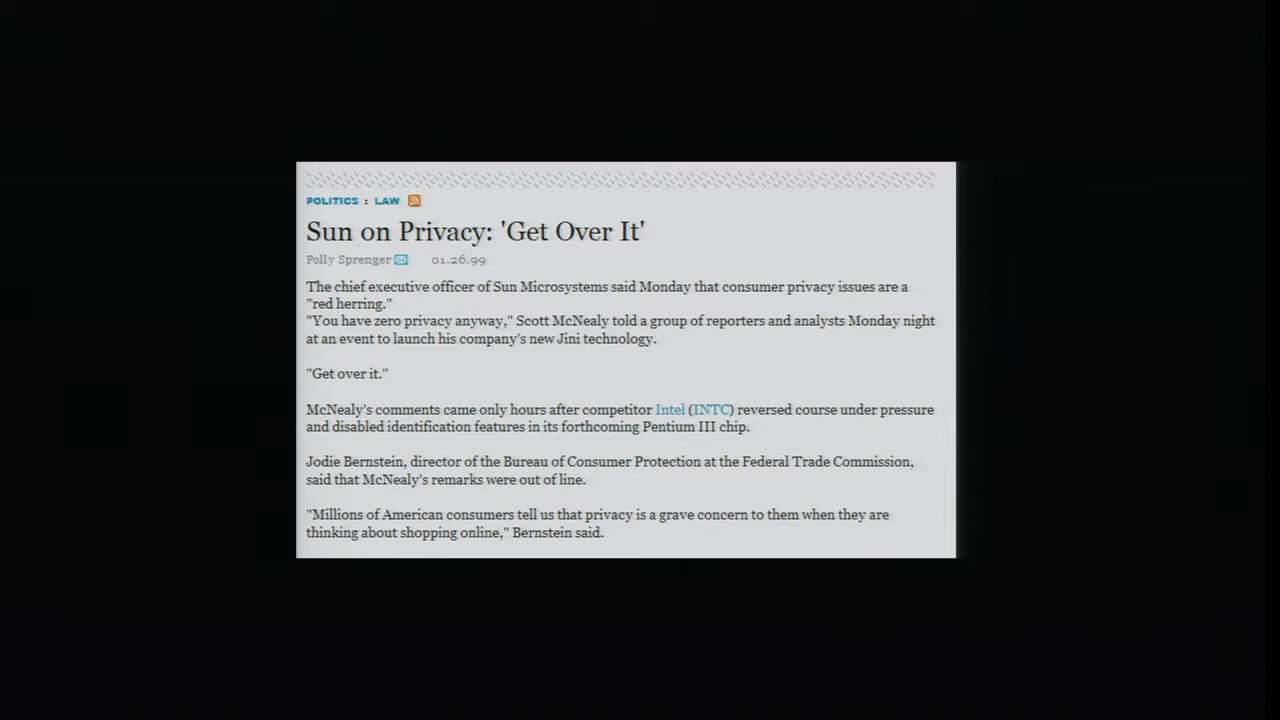 POLITICS : LAW
Sun on Privacy: 'Get Over It'
Polly Sprenger 01.26.99
The chief executive officer of Sun Microsystems said Monday that consumer privacy issues are a
"red herring."
"You have zero privacy anyway," Scott McNealy told a group of reporters and analysts Monday night
at an event to launch his company's new Jini technology.
"Get over it."
McNealy's comments came only hours after competitor Intel (INTC) reversed course under pressure
and disabled identification features in its forthcoming Pentium III chip.
Jodie Bernstein, director of the Bureau of Consumer Protection at the Federal Trade Commission,
said that McNealy's remarks were out of line.
"Millions of American consumers tell us that privacy is a grave concern to them when they are
thinking about shopping online," Bernstein said.